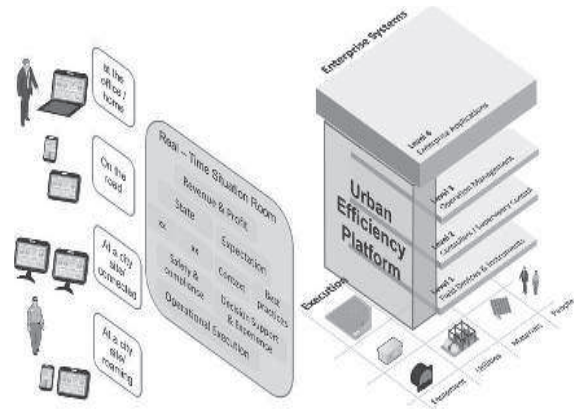 at the
office /
home
On the
road
At a city
site/
connected
At a city
site/
roaming
Real - Time Situation Room
Revenue & Profit
State
Expectation
xx
xx
Safety &
compliance
Context
Best
practices
Decision Support
& Experience
Operational Execution
Enterprise Systems
Level 4
Enterprise Applications
Urban
Efficiency
Platform
Level 3
Operation Management
Level 2
Controllers / Supervisory Control
Level 1
Field Devices & Instruments
Execution
Equipment
Utilities
Materials
People